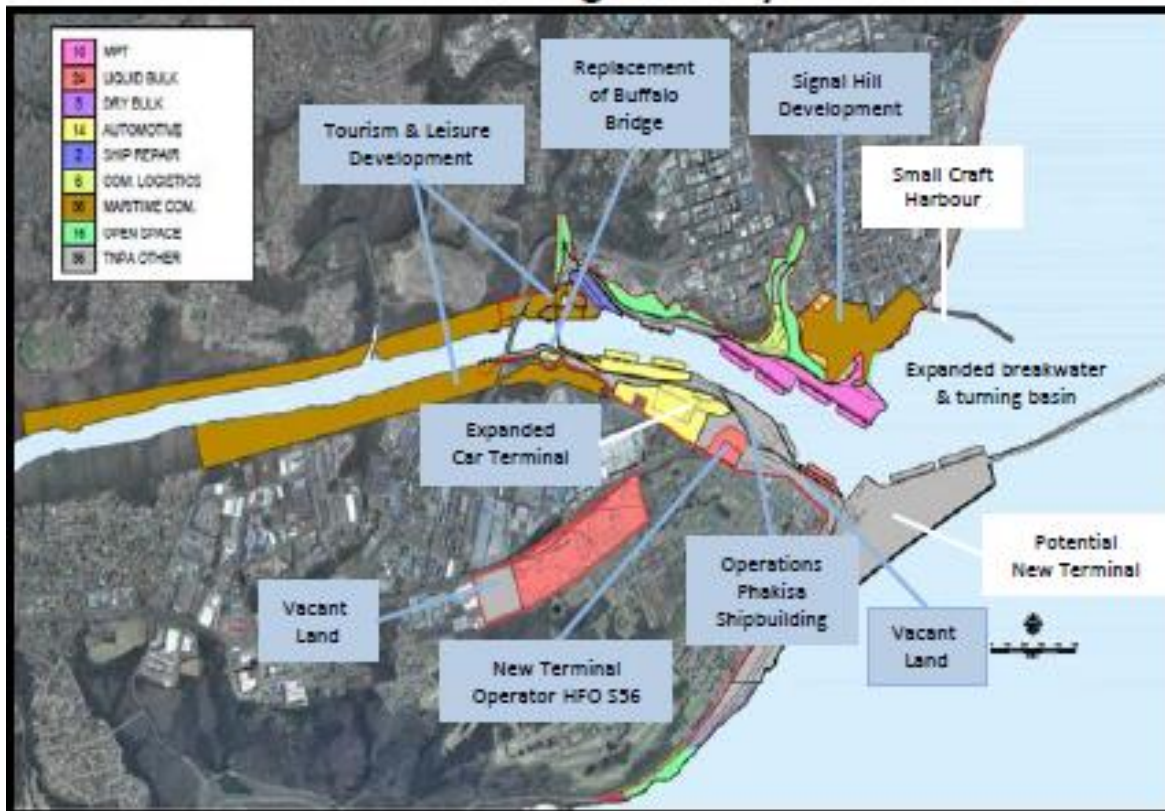 MPT
LIQUID BULK
DRY BULK
AUTOMOTIVE
SHIP REPAIR
COM. LOGISTICS
MARITIME COM.
OPEN SPACE
TNPA OTHER
Tourism & Leisure
Development
Replacement
of Buffalo
Bridge
Signal Hill
Development
Small Craft
Harbour
Expanded breakwater
& turning basin
Expanded
Car Terminal
Vacant
Land
New Terminal
Operator HFO S56
Operations
Phakisa
Shipbuilding
Vacant
Land
Potential
New Terminal